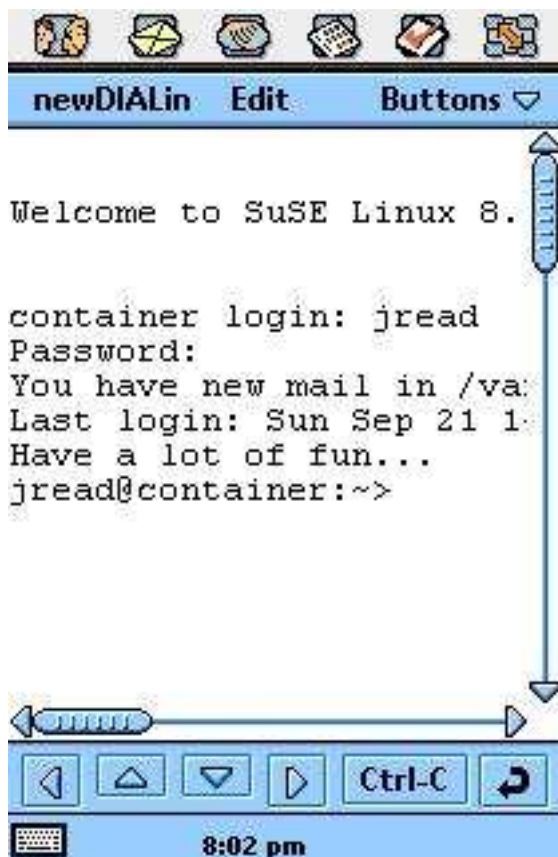 newDIALin Edit Buttons
Welcome to SuSE Linux 8.
container login: jread
Password:
You have new mail in /va
Last login: Sun Sep 21 1
Have a lot of fun...
jread@container:~>
Ctrl-C
8:02 pm